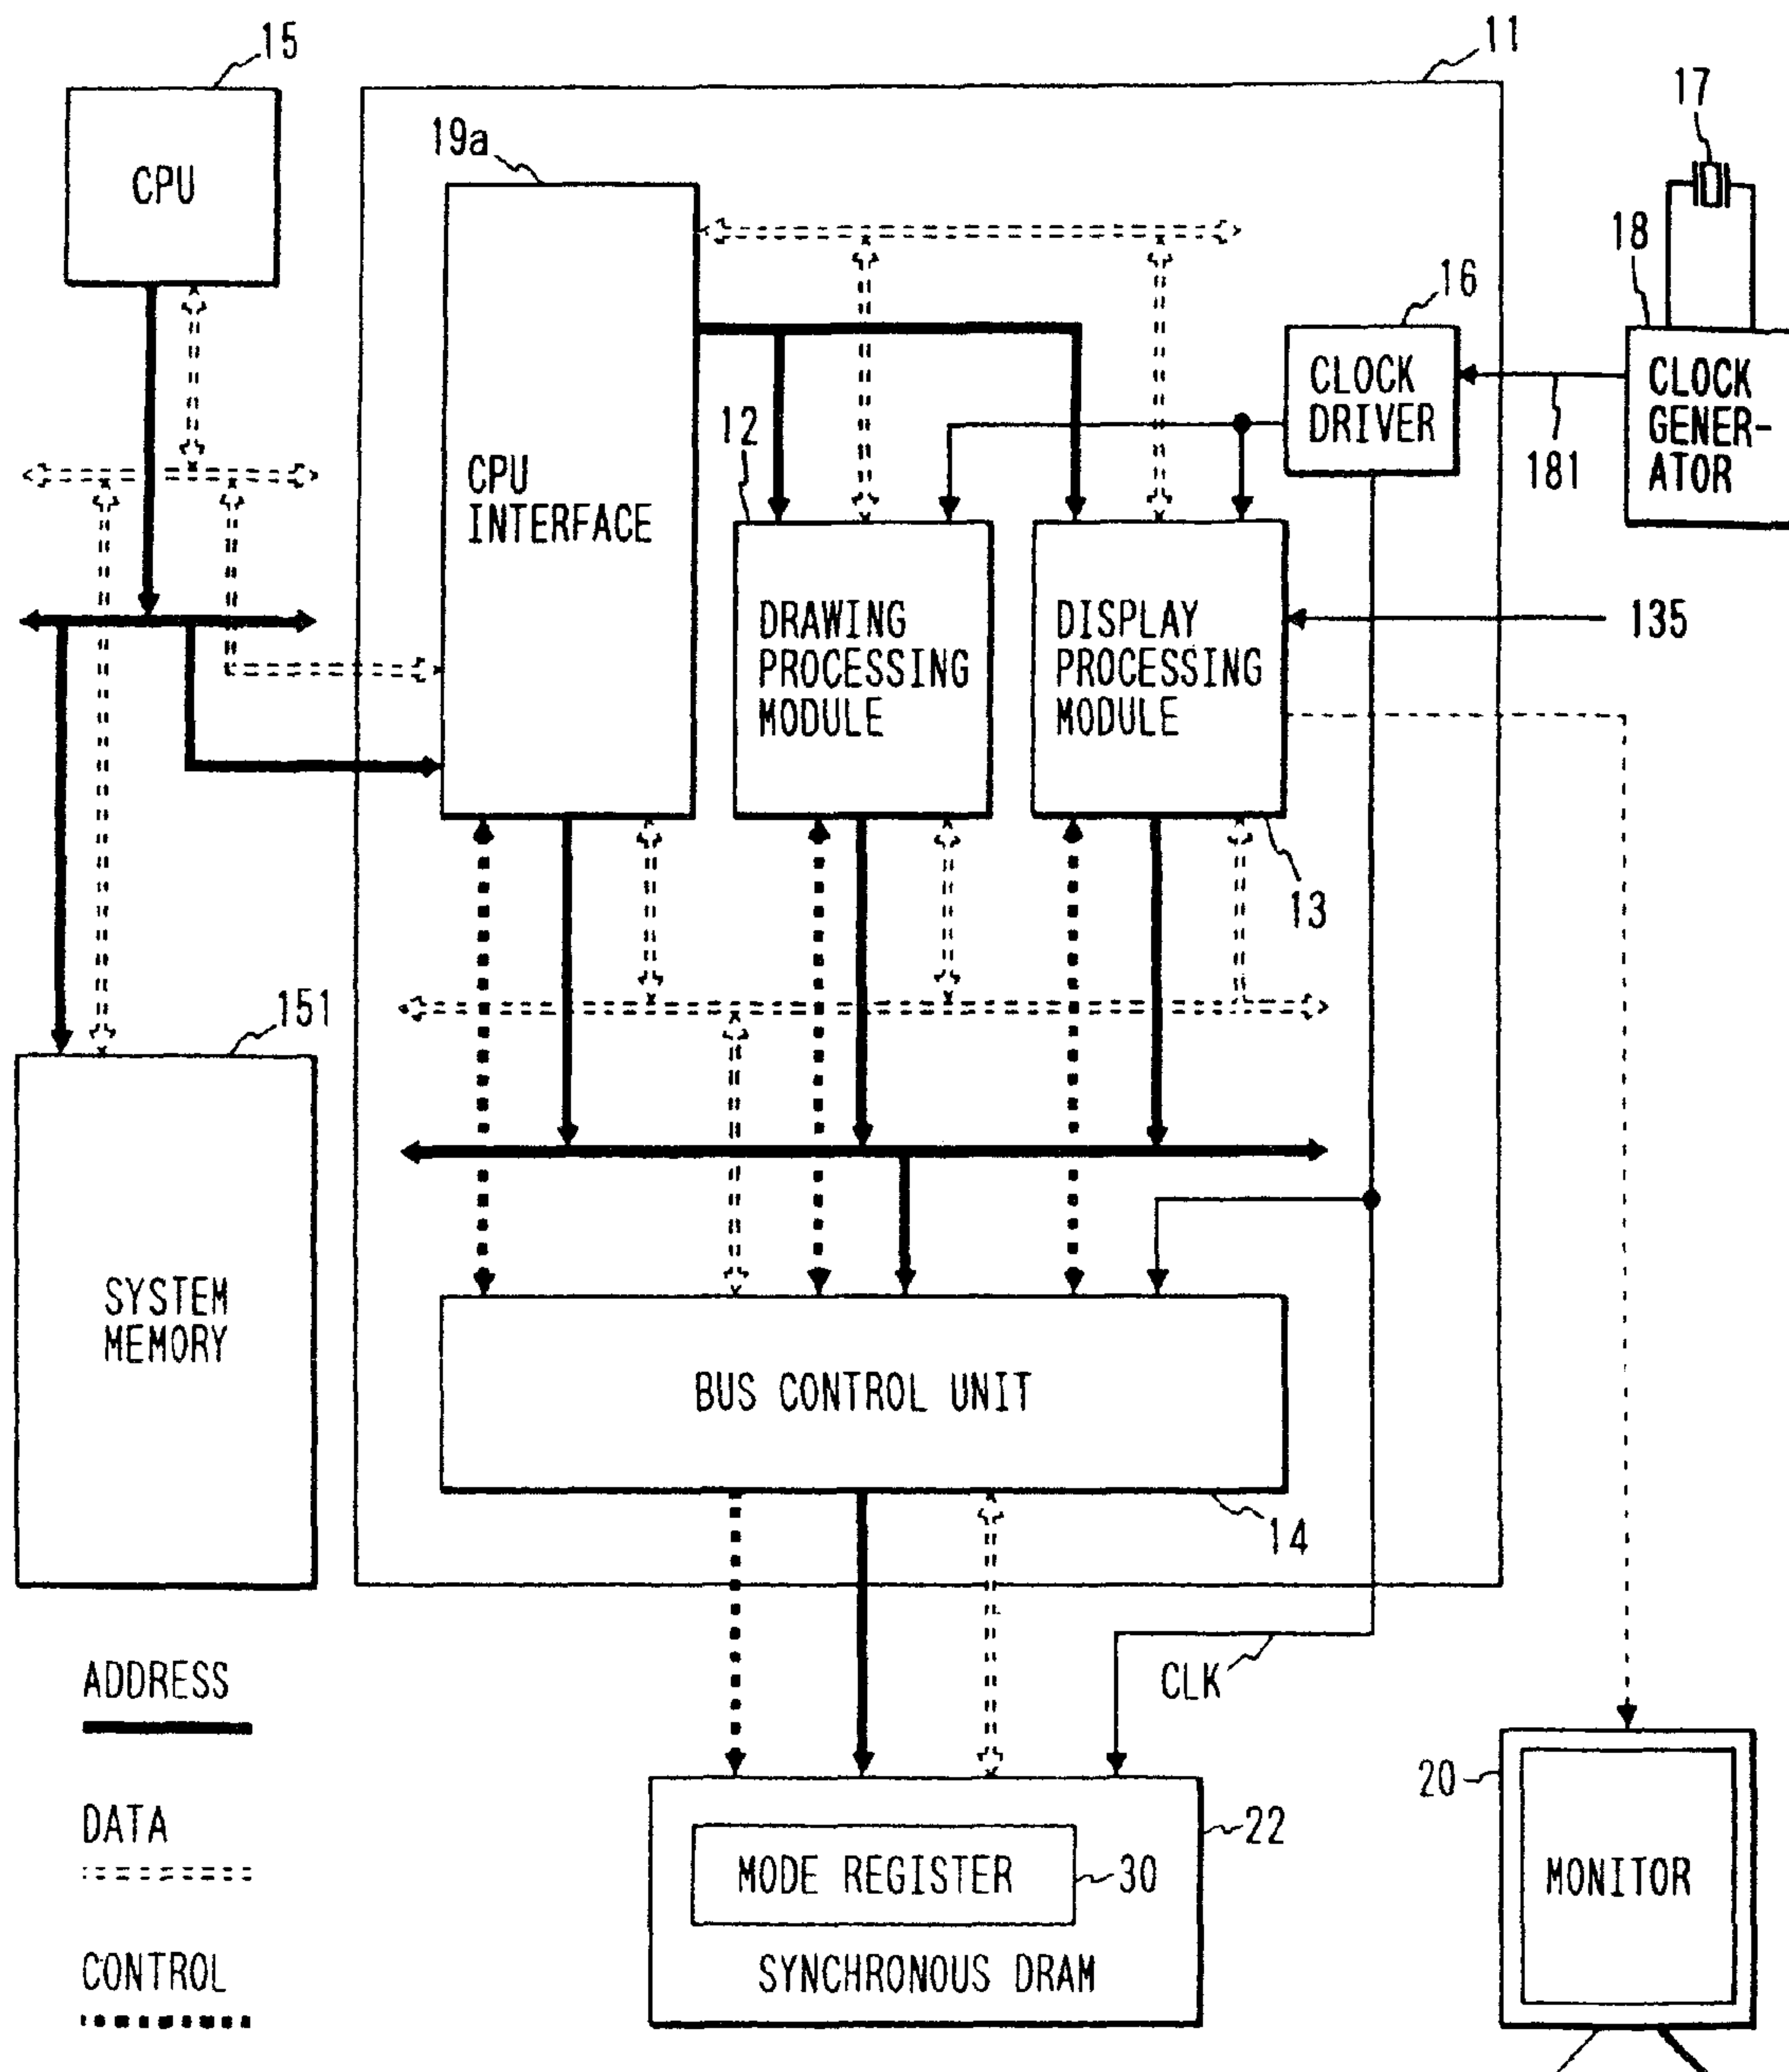 15
11
17
19a
CPU
18
16
CLOCK
DRIVER
CLOCK
GENER-
ATOR
12
181
CPU
INTERFACE
DRAWING
PROCESSING
MODULE
DISPLAY
PROCESSING
MODULE
135
13
151
SYSTEM
MEMORY
BUS CONTROL UNIT
14
ADDRESS
CLK
20
22
DATA
MODE REGISTER
30
MONITOR
CONTROL
SYNCHRONOUS DRAM